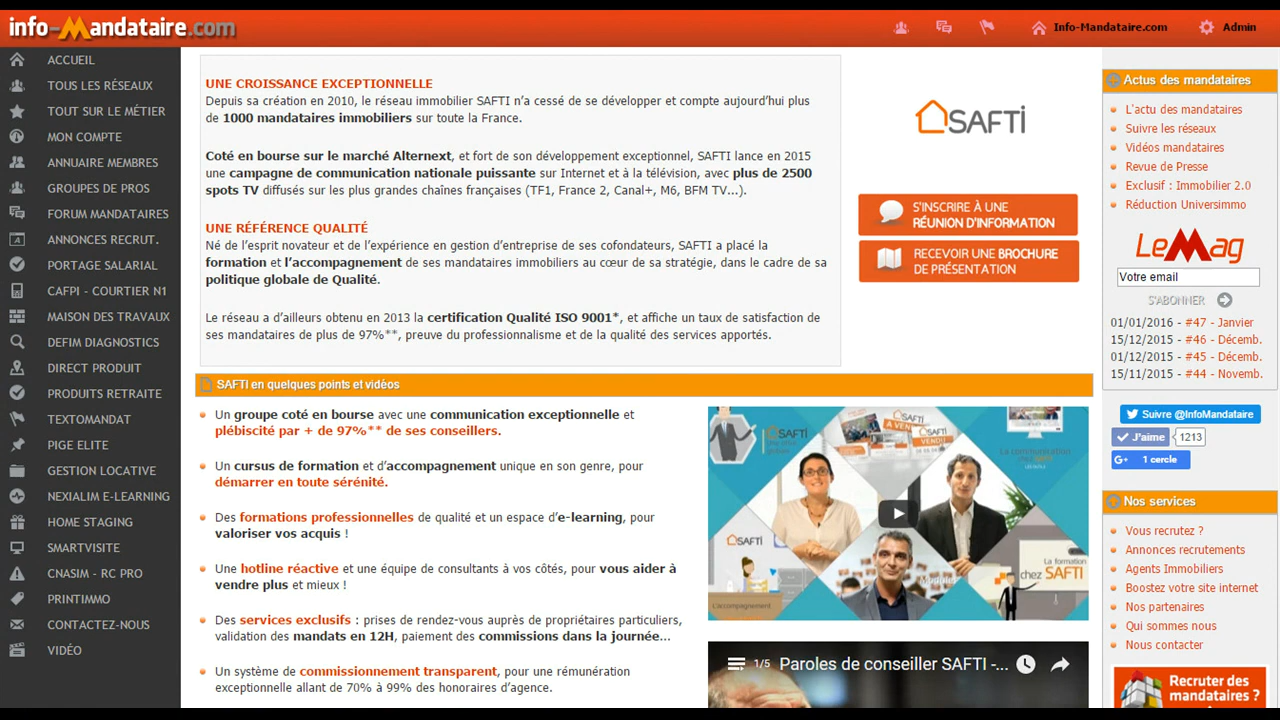 info-Mandataire.com
Info-Mandataire.com
Admin
ACCUEIL
TOUS LES RÉSEAUX
TOUT SUR LE MÉTIER
MON COMPTE
ANNUAIRE MEMBRES
GROUPES DE PROS
FORUM MANDATAIRES
ANNONCES RECRUT.
PORTAGE SALARIAL
CAFPI - COURTIER N1
MAISON DES TRAVAUX
DEFIM DIAGNOSTICS
DIRECT PRODUIT
PRODUITS RETRAITE
TEXTOMANDAT
PIGE ELITE
GESTION LOCATIVE
NEXIALIM E-LEARNING
HOME STAGING
SMARTVISITE
CNASIM - RC PRO
PRINTIMMO
CONTACTEZ-NOUS
VIDÉO
UNE CROISSANCE EXCEPTIONNELLE
Depuis sa création en 2010, le réseau immobilier SAFTI n'a cessé de se développer et compte aujourd'hui plus
de 1000 mandataires immobiliers sur toute la France.
Coté en bourse sur le marché Alternext, et fort de son développement exceptionnel, SAFTI lance en 2015
une campagne de communication nationale puissante sur Internet et à la télévision, avec plus de 2500
spots TV diffusés sur les plus grandes chaînes françaises (TF1, France 2, Canal+, M6, BFM TV...).
UNE RÉFÉRENCE QUALITÉ
Né de l'esprit novateur et de l'expérience en gestion d'entreprise de ses cofondateurs, SAFTI a placé la
formation et l'accompagnement de ses mandataires immobiliers au cœur de sa stratégie, dans le cadre de sa
politique globale de Qualité.
Le réseau a d'ailleurs obtenu en 2013 la certification Qualité ISO 9001*, et affiche un taux de satisfaction de
ses mandataires de plus de 97%**, preuve du professionnalisme et de la qualité des services apportés.
SAFTI
S'INSCRIRE À UNE
RÉUNION D'INFORMATION
RECEVOIR UNE BROCHURE
DE PRÉSENTATION
SAFTI en quelques points et vidéos
Un groupe coté en bourse avec une communication exceptionnelle et
plébiscité par + de 97%** de ses conseillers.
Un cursus de formation et d'accompagnement unique en son genre, pour
démarrer en toute sérénité.
Des formations professionnelles de qualité et un espace d'e-learning, pour
valoriser vos acquis !
Une hotline réactive et une équipe de consultants à vos côtés, pour vous aider à
vendre plus et mieux !
Des services exclusifs : prises de rendez-vous auprès de propriétaires particuliers,
validation des mandats en 12H, paiement des commissions dans la journée...
Un système de commissionnement transparent, pour une rémunération
exceptionnelle allant de 70% à 99% des honoraires d'agence.
SAFTI
A VENDRE
VENDU
SAFTI
La communication
chez SAFTI
SAFTI
L'accompagnement
La formation
chez SAFTI
1/5 Paroles de conseiller SAFTI -...
Actus des mandataires
L'actu des mandataires
Suivre les réseaux
Vidéos mandataires
Revue de Presse
Exclusif : Immobilier 2.0
Réduction Universimmo
LeMag
Votre email
S'ABONNER
01/01/2016 - #47 - Janvier
15/12/2015 - #46 - Décemb.
01/12/2015 - #45 - Décemb.
15/11/2015 - #44 - Novemb.
Suivre @InfoMandataire
J'aime 1213
G+ 1 cercle
Nos services
Vous recrutez ?
Annonces recrutements
Agents Immobiliers
Boostez votre site internet
Nos partenaires
Qui sommes nous
Nous contacter
Recruter des
mandataires ?